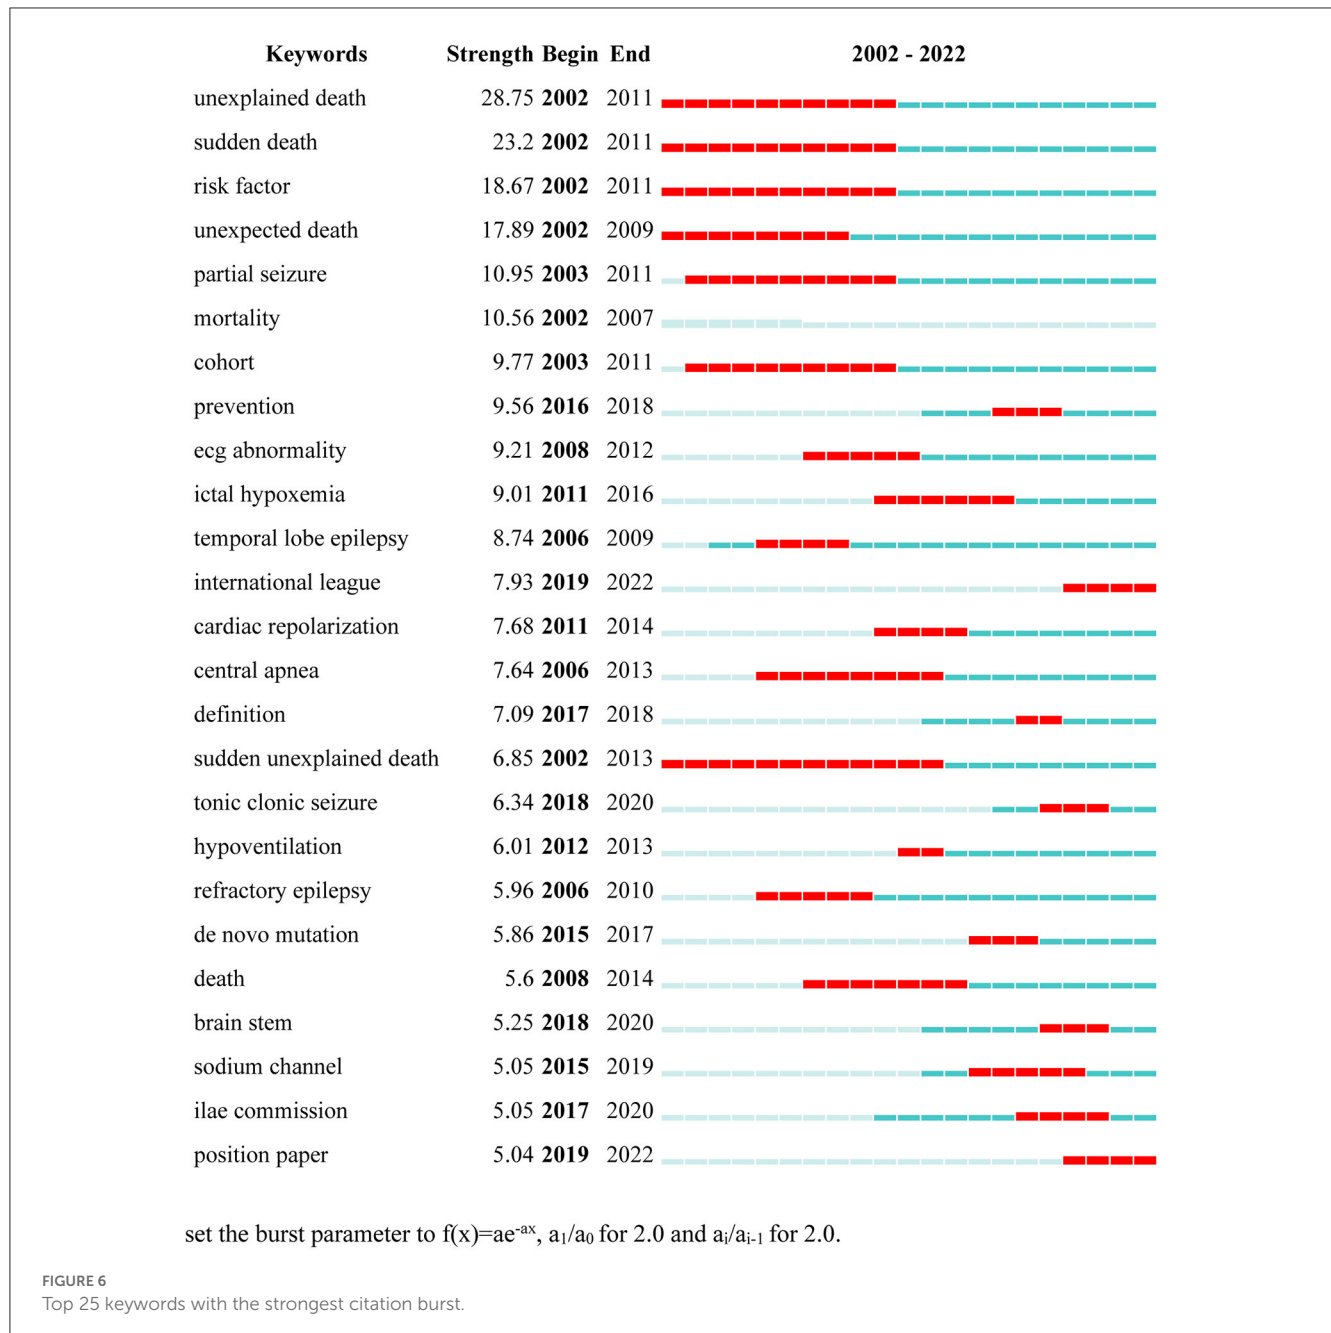 Keywords Strength Begin End 2002 - 2022
unexplained death 28.75 2002 2011
sudden death 23.2 2002 2011
risk factor 18.67 2002 2011
unexpected death 17.89 2002 2009
partial seizure 10.95 2003 2011
mortality 10.56 2002 2007
cohort 9.77 2003 2011
prevention 9.56 2016 2018
ecg abnormality 9.21 2008 2012
ictal hypoxemia 9.01 2011 2016
temporal lobe epilepsy 8.74 2006 2009
international league 7.93 2019 2022
cardiac repolarization 7.68 2011 2014
central apnea 7.64 2006 2013
definition 7.09 2017 2018
sudden unexplained death 6.85 2002 2013
tonic clonic seizure 6.34 2018 2020
hypoventilation 6.01 2012 2013
refractory epilepsy 5.96 2006 2010
de novo mutation 5.86 2015 2017
death 5.6 2008 2014
brain stem 5.25 2018 2020
sodium channel 5.05 2015 2019
ilae commission 5.05 2017 2020
position paper 5.04 2019 2022
set the burst parameter to f(x)=ae^-ax, a₁/a₀ for 2.0 and aᵢ/aᵢ₋₁ for 2.0.
FIGURE 6
Top 25 keywords with the strongest citation burst.